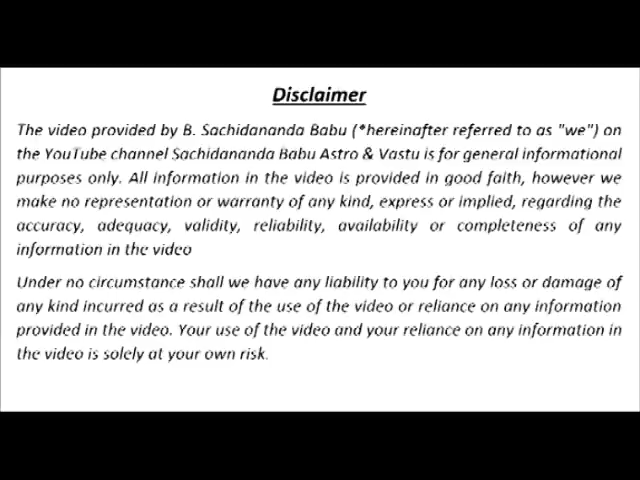 Disclaimer
The video provided by B. Sachidananda Babu (*hereinafter referred to as "we") on
the YouTube channel Sachidananda Babu Astro & Vastu is for general informational
purposes only. All information in the video is provided in good faith, however we
make no representation or warranty of any kind, express or implied, regarding the
accuracy, adequacy, validity, reliability, availability or completeness of any
information in the video
Under no circumstance shall we have any liability to you for any loss or damage of
any kind incurred as a result of the use of the video or reliance on any information
provided in the video. Your use of the video and your reliance on any information in
the video is solely at your own risk.